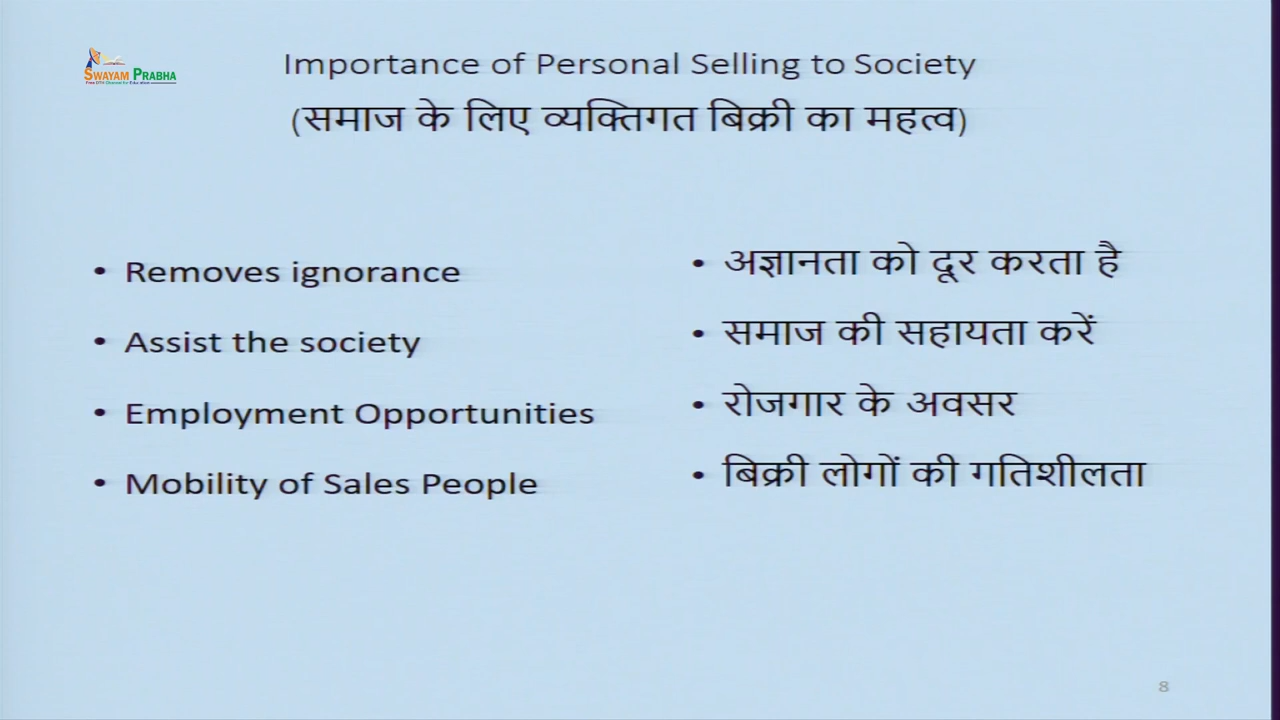 SWAYAM PRABHA
Importance of Personal Selling to Society
(समाज के लिए व्यक्तिगत बिक्री का महत्व)
• Removes ignorance
• Assist the society
• Employment Opportunities
• Mobility of Sales People
• अज्ञानता को दूर करता है
• समाज की सहायता करें
• रोजगार के अवसर
• बिक्री लोगों की गतिशीलता
8